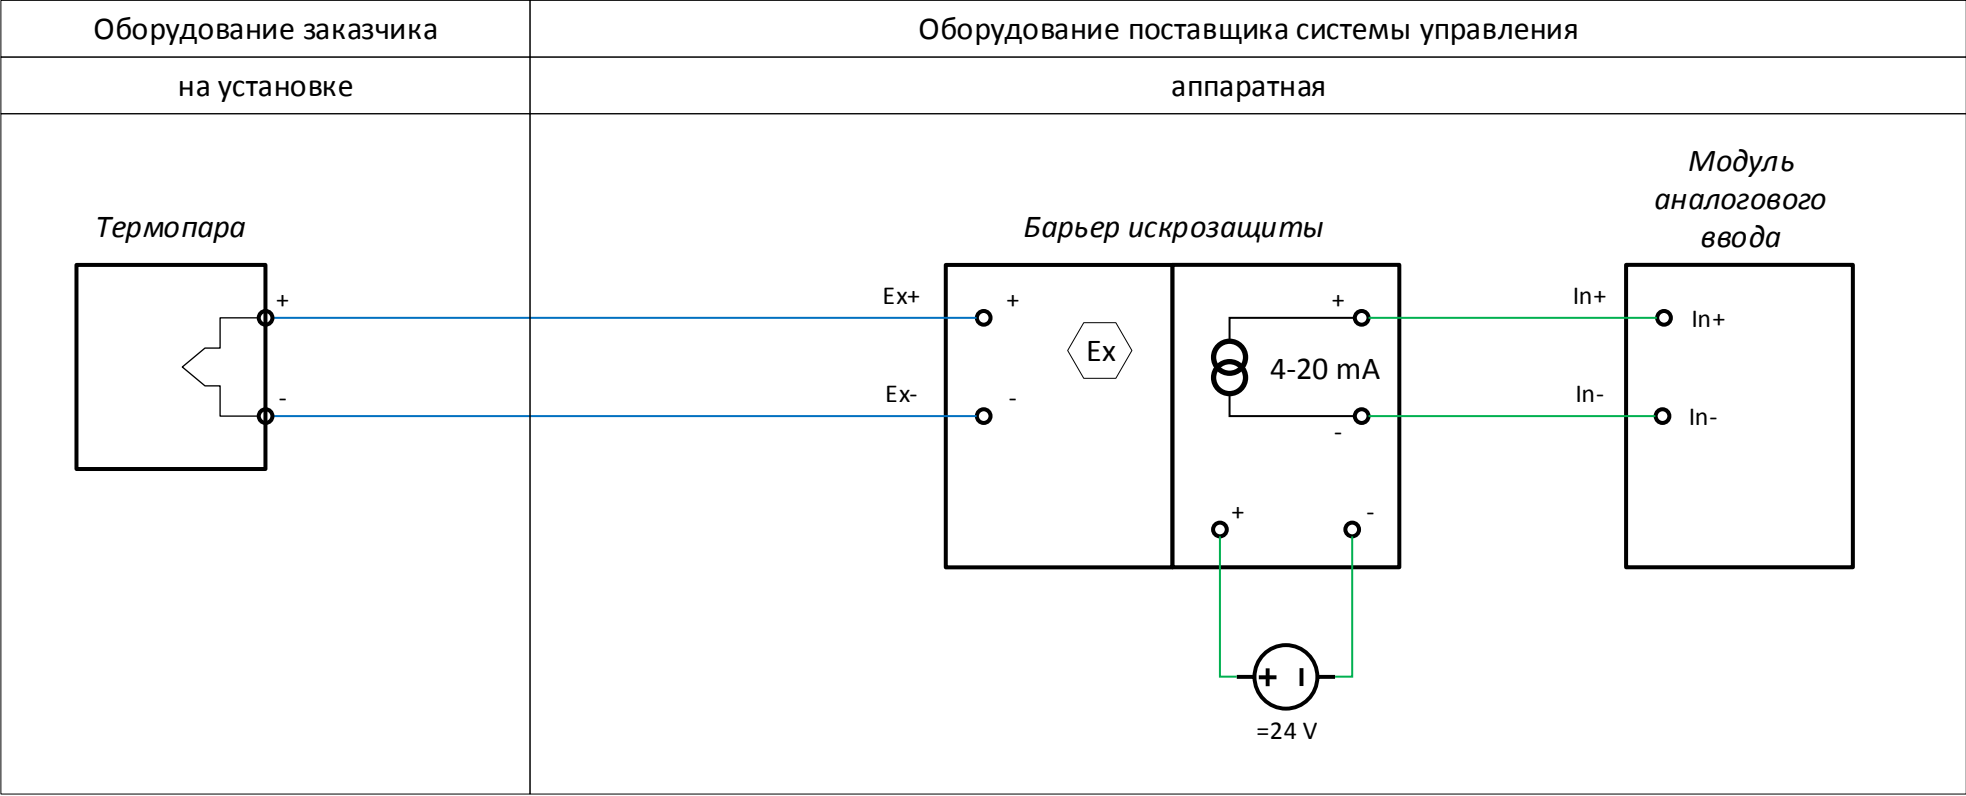 Оборудование заказчика
Оборудование поставщика системы управления
на установке
аппаратная
Термопара
Барьер искрозащиты
Модуль
аналогового
ввода
+
Ex+
+
Ex
+
In+
In+
4-20 mA
-
Ex-
-
-
In-
In-
+
-
+
-
=24 V